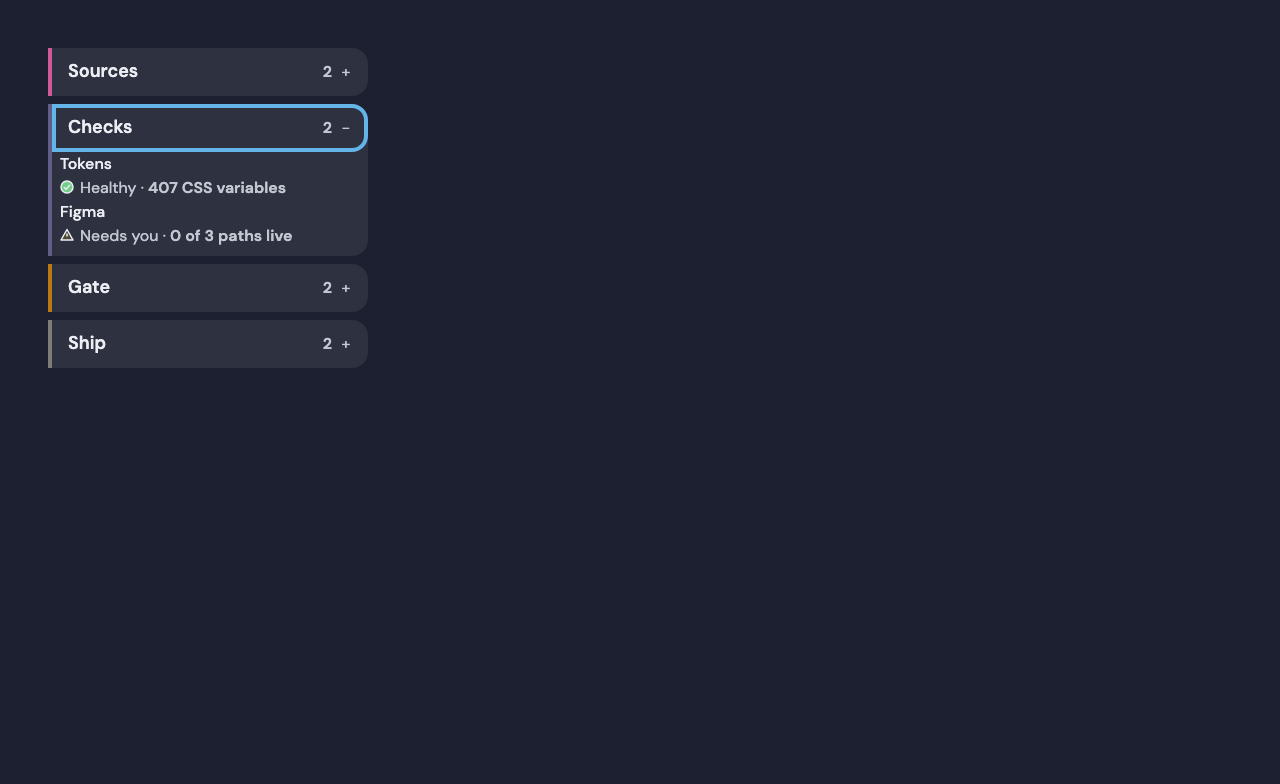 Sources 2 +
Checks 2 −
Tokens
Healthy · 407 CSS variables
Figma
Needs you · 0 of 3 paths live
Gate 2 +
Ship 2 +